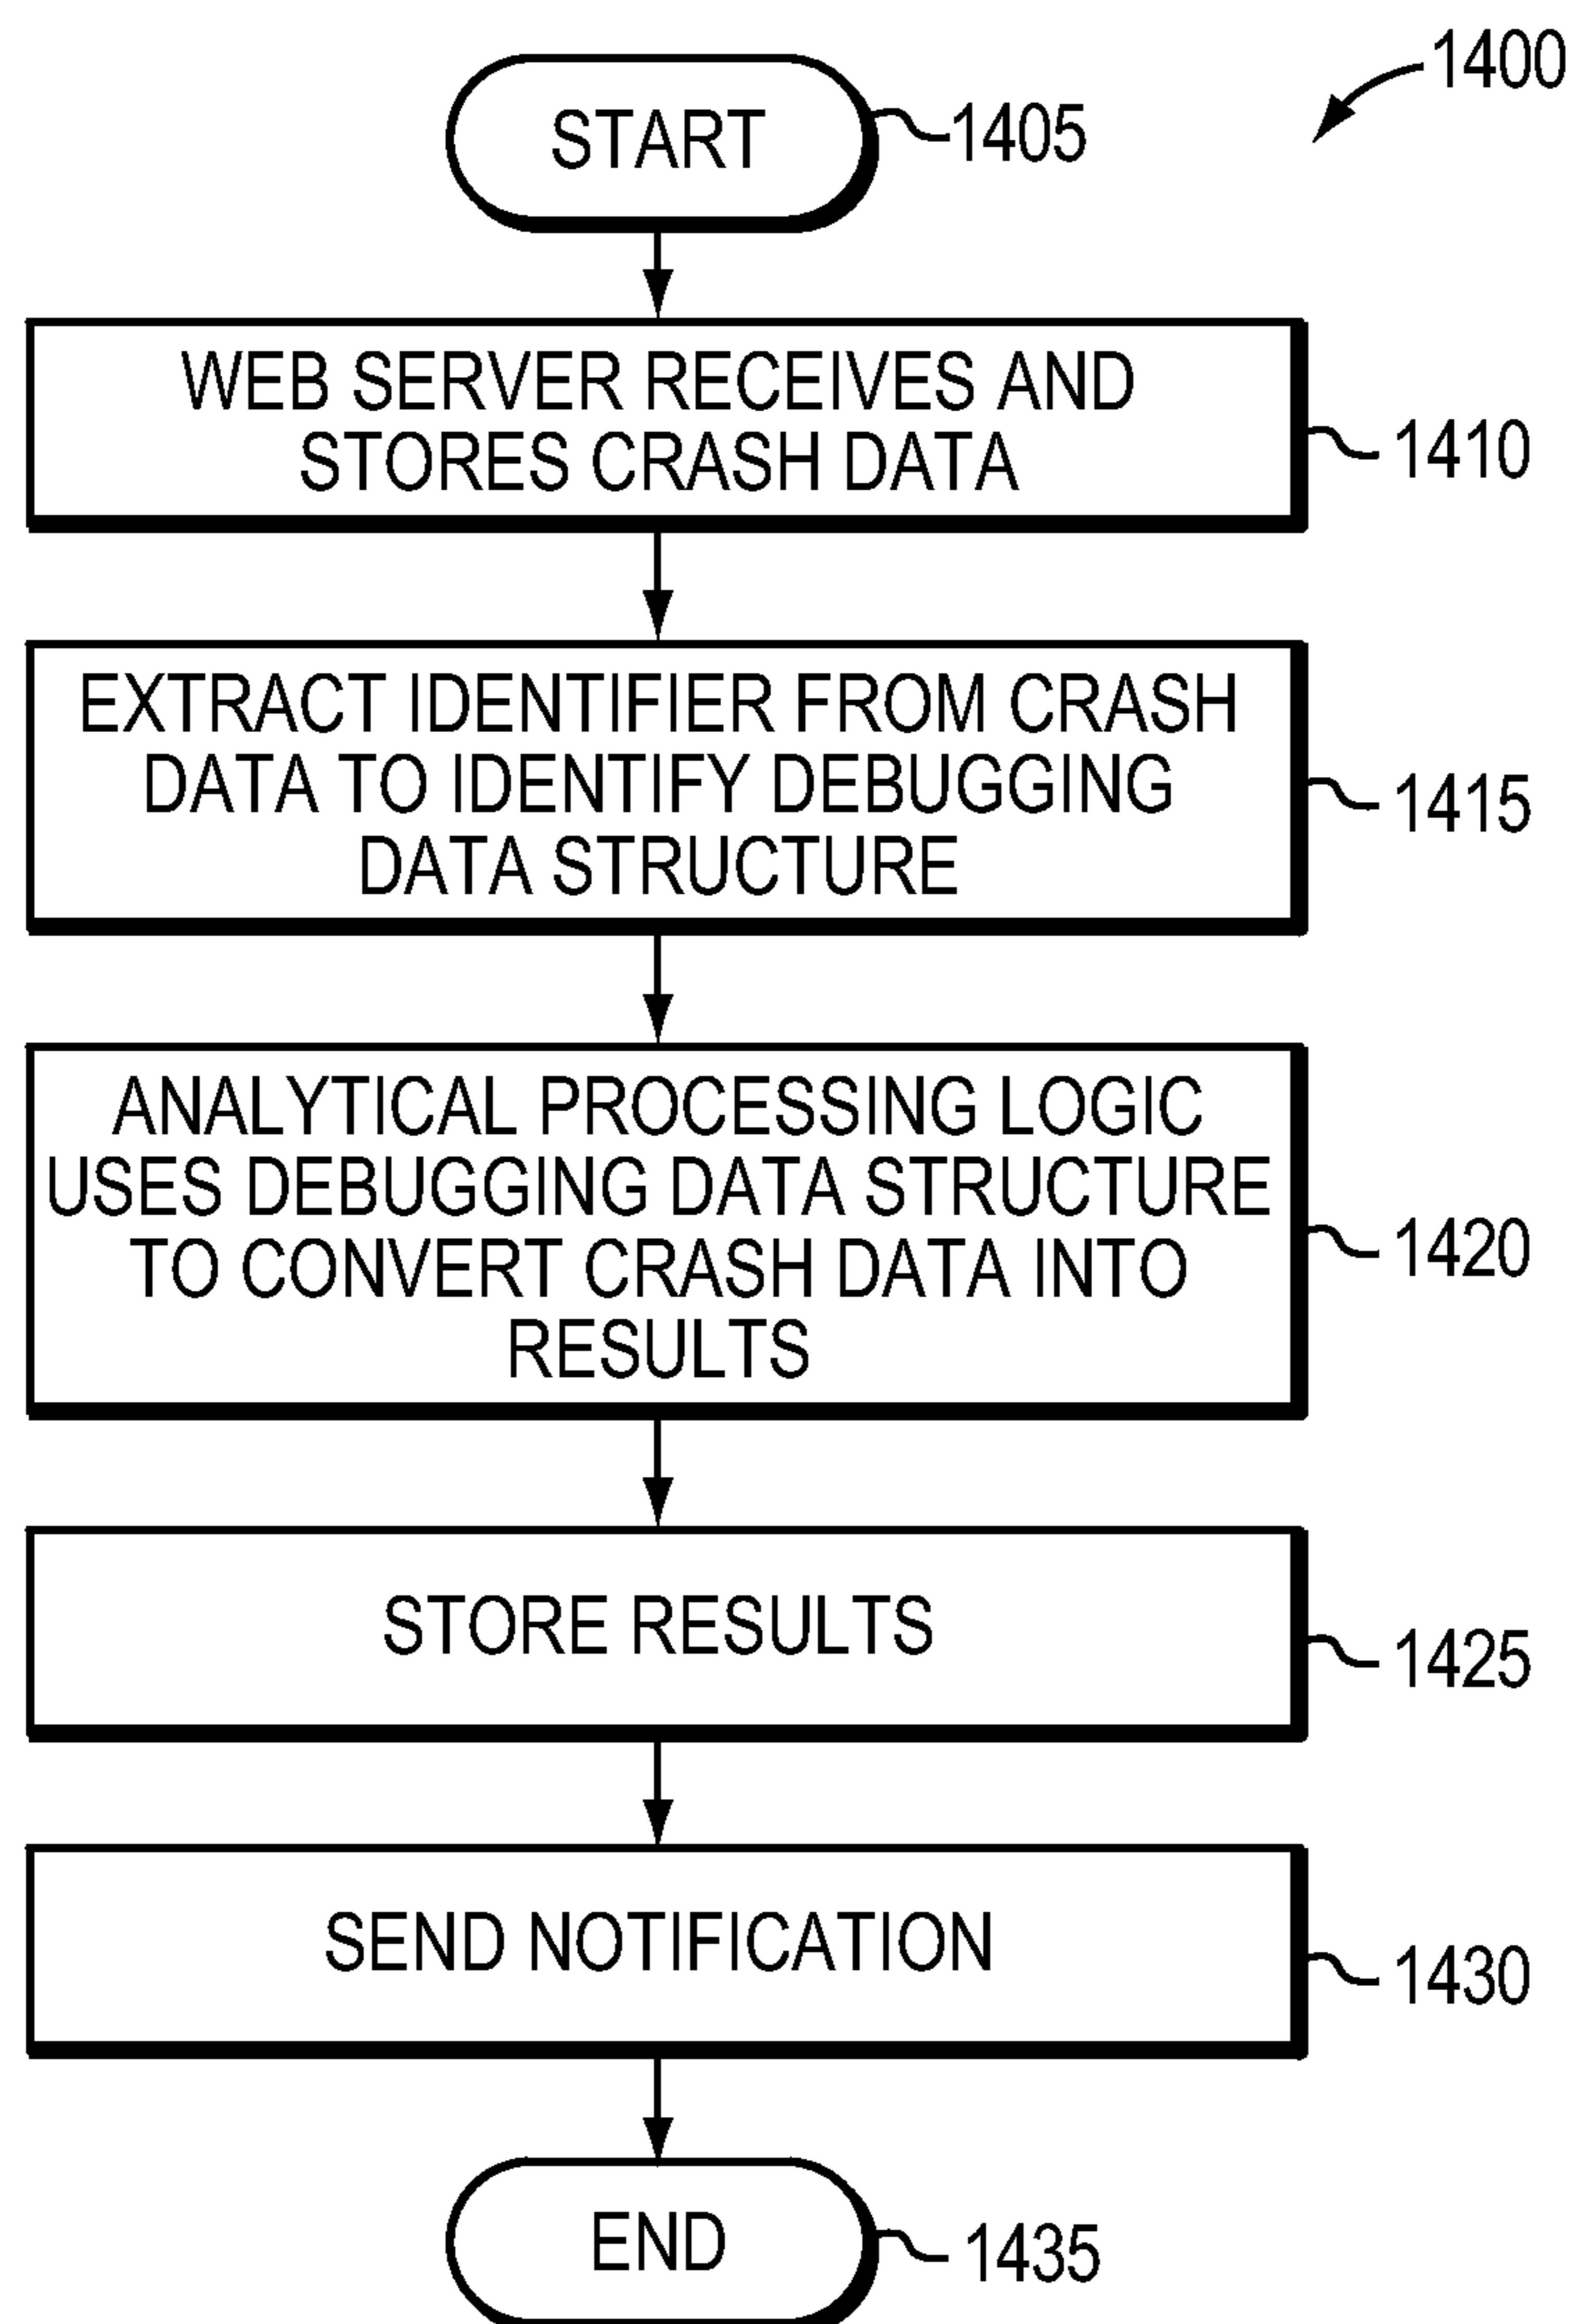 1400
START
1405
WEB SERVER RECEIVES AND
STORES CRASH DATA
1410
EXTRACT IDENTIFIER FROM CRASH
DATA TO IDENTIFY DEBUGGING
DATA STRUCTURE
1415
ANALYTICAL PROCESSING LOGIC
USES DEBUGGING DATA STRUCTURE
TO CONVERT CRASH DATA INTO
RESULTS
1420
STORE RESULTS
1425
SEND NOTIFICATION
1430
END
1435